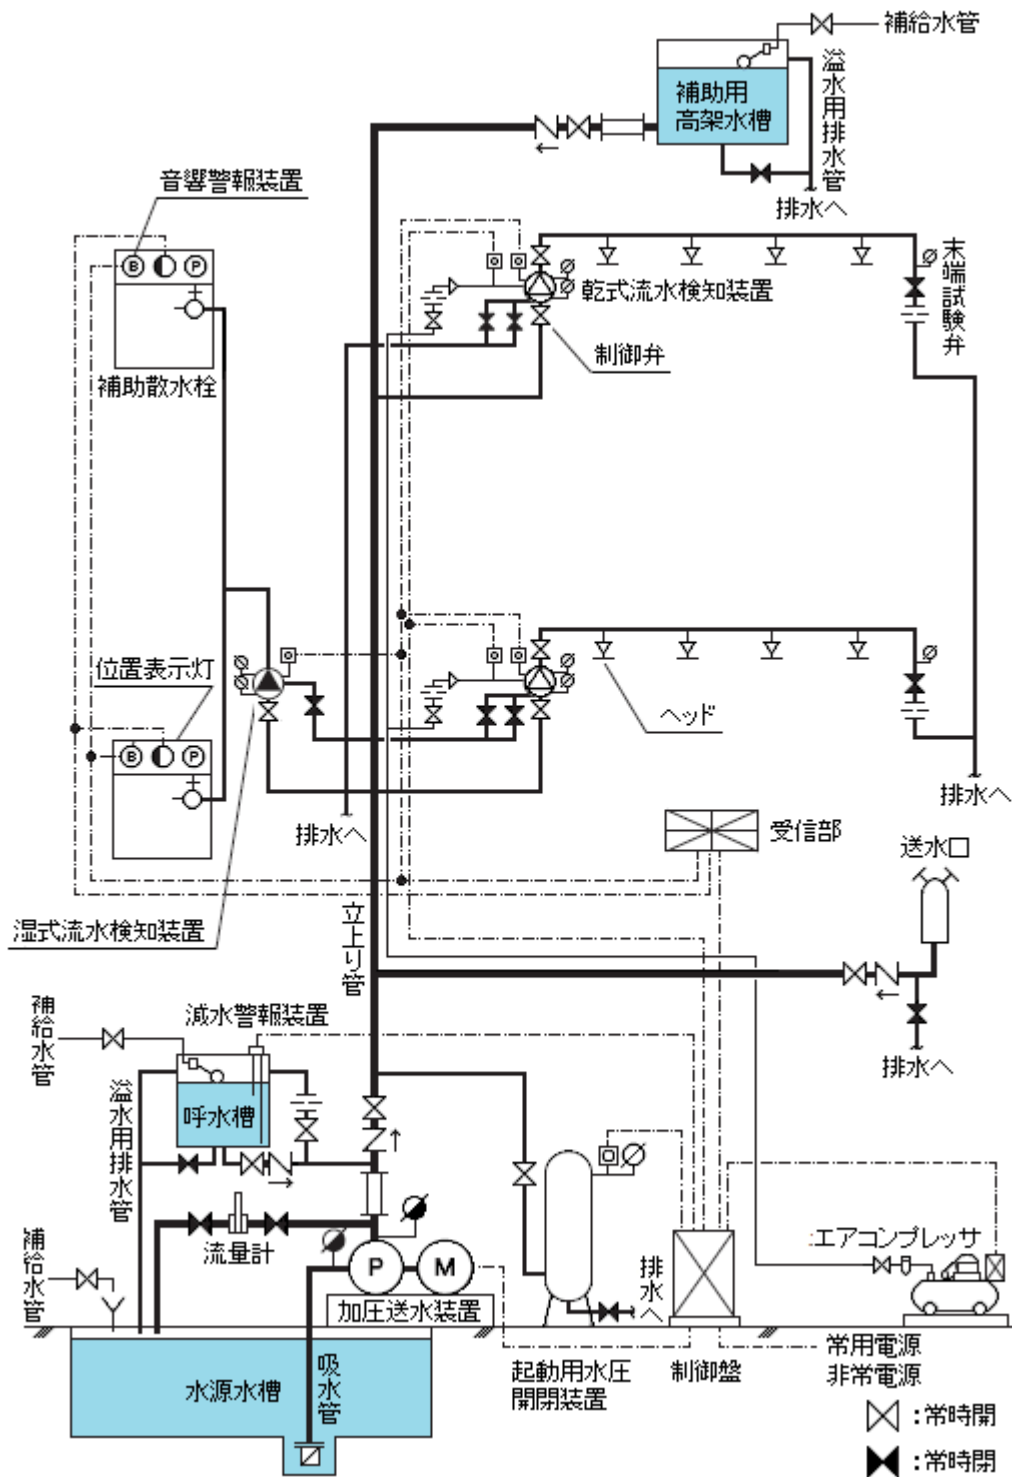 補給水管
補助用
高架水槽
溢水用排水管
排水へ
音響警報装置
B
P
補助散水栓
乾式流水検知装置
制御弁
末端試験弁
位置表示灯
B
P
ヘッド
排水へ
排水へ
受信部
送水口
湿式流水検知装置
立上り管
補給水管
減水警報装置
呼水槽
溢水用排水管
排水へ
流量計
補給水管
P
M
加圧送水装置
排水へ
エアコンプレッサ
水源水槽
吸水管
起動用水圧
開閉装置
制御盤
常用電源
非常電源
:常時開
:常時閉